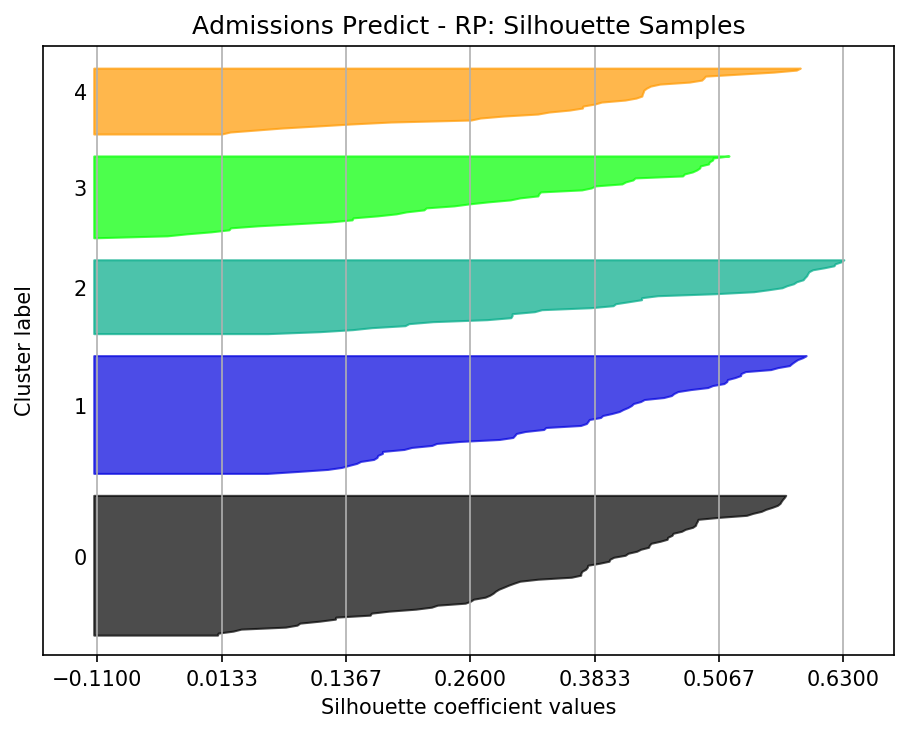 Admissions Predict - RP: Silhouette Samples
4
3
2
1
0
Cluster label
−0.1100 0.0133 0.1367 0.2600 0.3833 0.5067 0.6300
Silhouette coefficient values